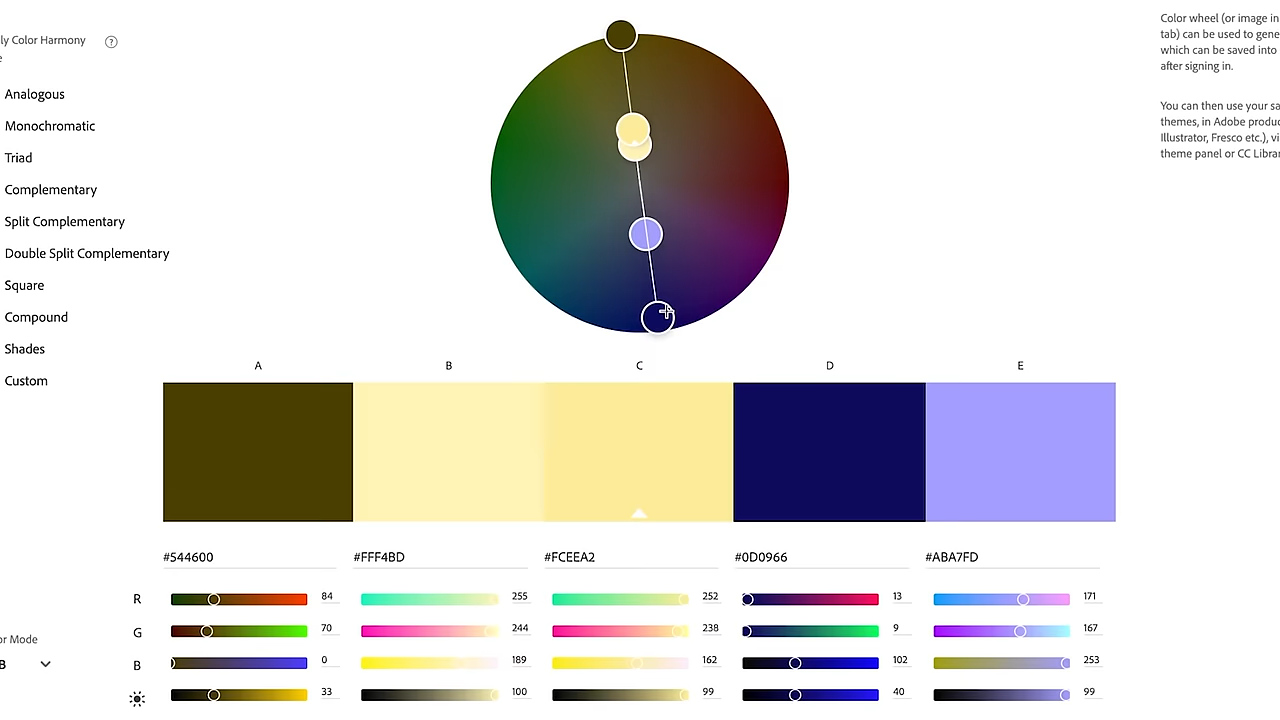 ly Color Harmony ?
e
Analogous
Monochromatic
Triad
Complementary
Split Complementary
Double Split Complementary
Square
Compound
Shades
Custom
Color wheel (or image in
tab) can be used to gene
which can be saved into
after signing in.
You can then use your sa
themes, in Adobe produc
Illustrator, Fresco etc.), vi
theme panel or CC Librar
A B C D E
#544600 #FFF4BD #FCEEA2 #0D0966 #ABA7FD
R 84 255 252 13 171
G 70 244 238 9 167
or Mode
B B 0 189 162 102 253
33 100 99 40 99